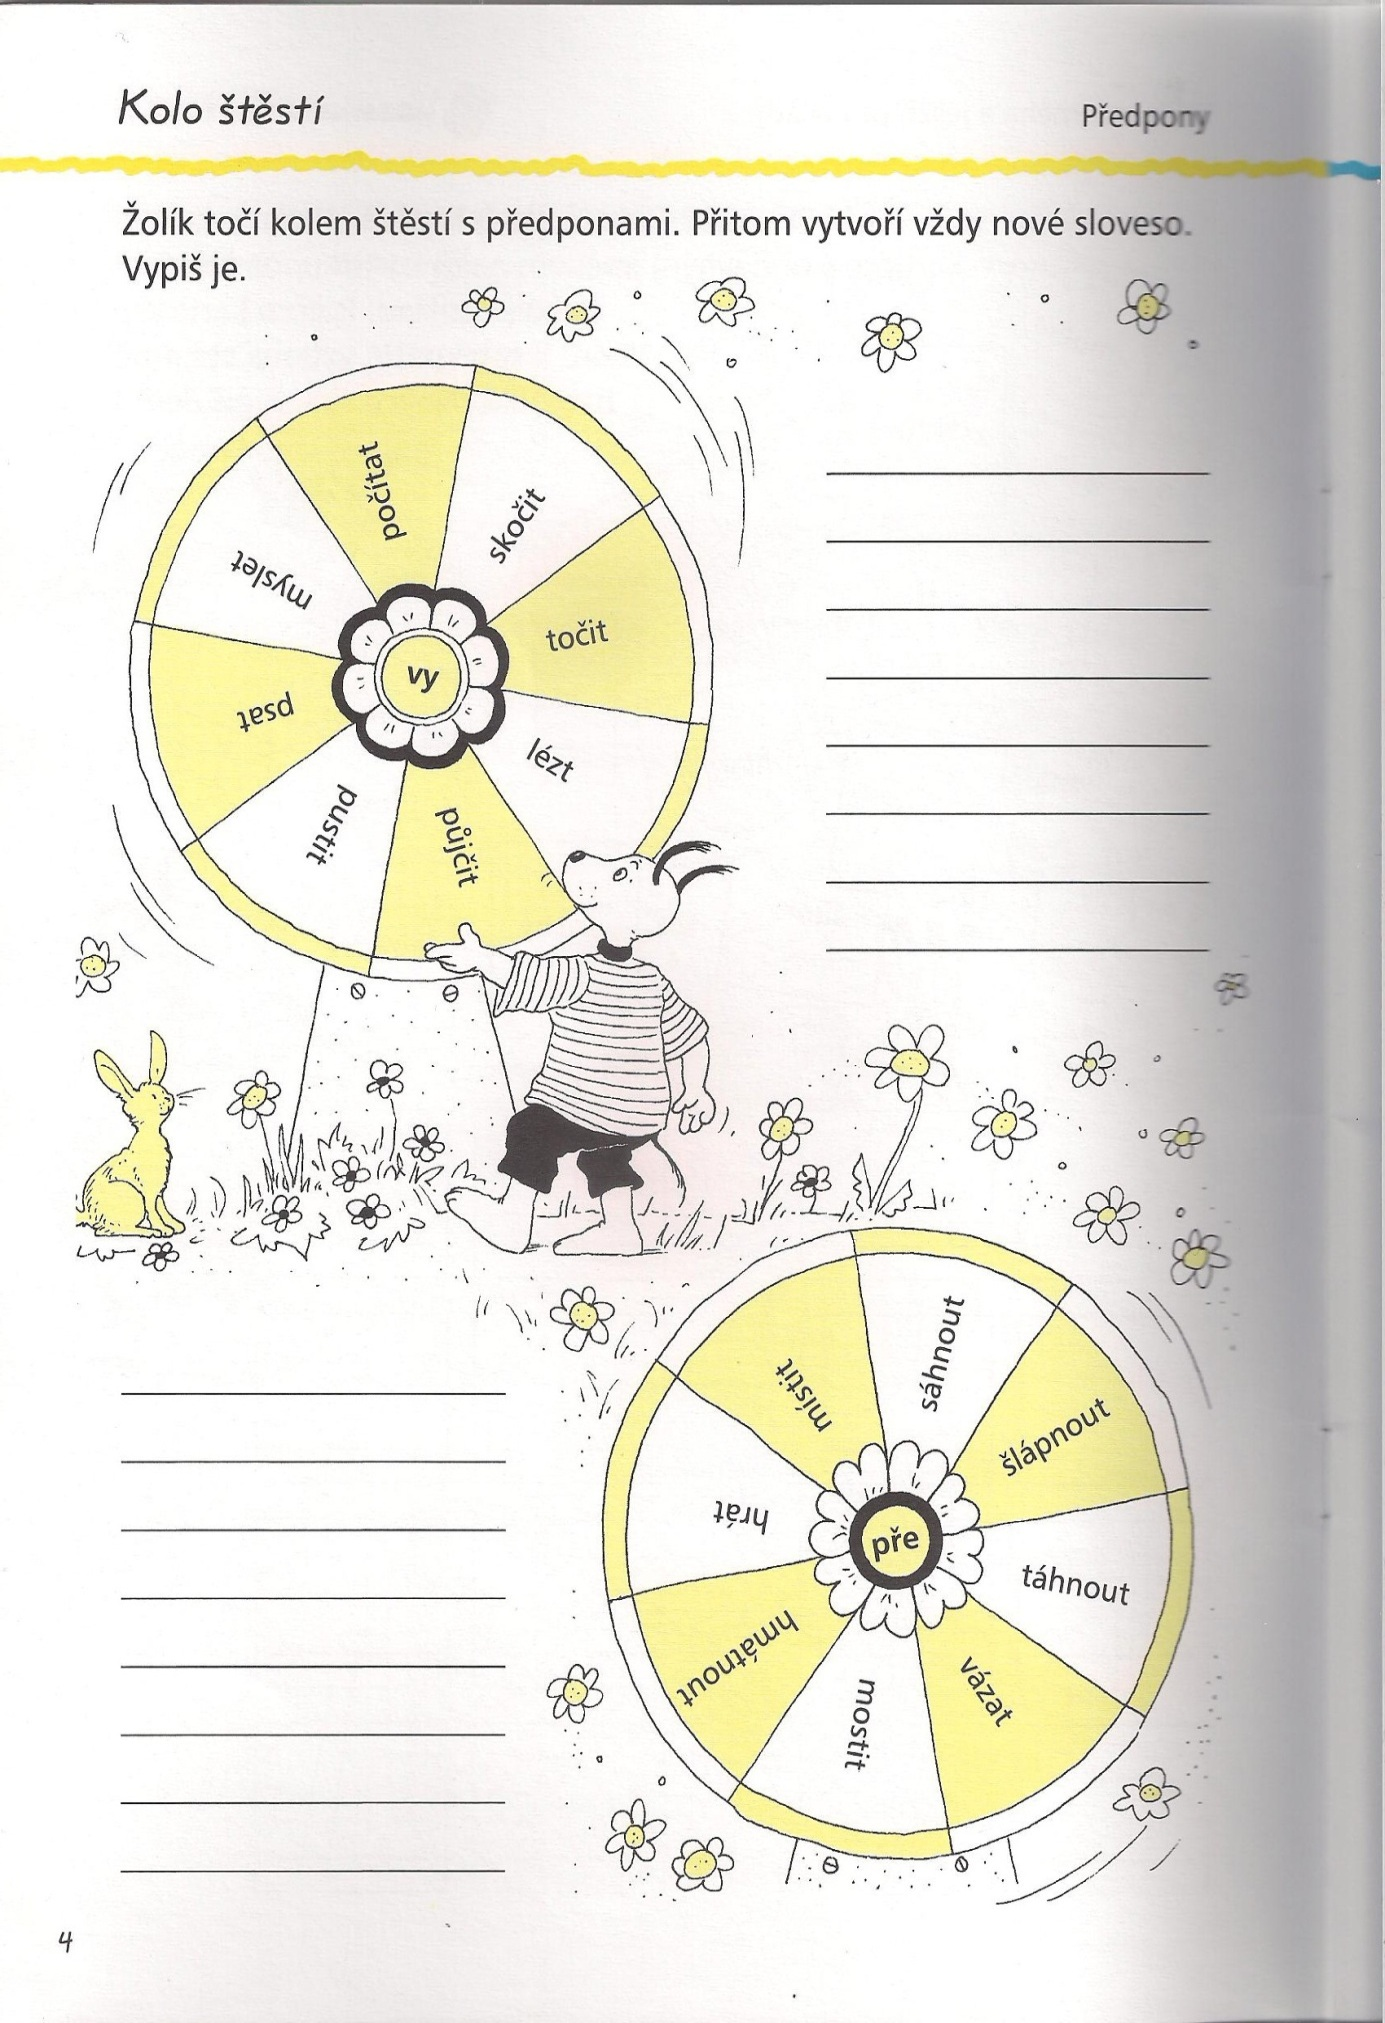 Kolo štěstí
Předpony
Žolík točí kolem štěstí s předponami. Přitom vytvoří vždy nové sloveso.
Vypiš je.
počítat
skočit
točit
lézt
půjčit
pustit
psat
myslet
vy
sáhnout
šlápnout
táhnout
vázat
mostit
hmátnout
hrát
místit
pře
4